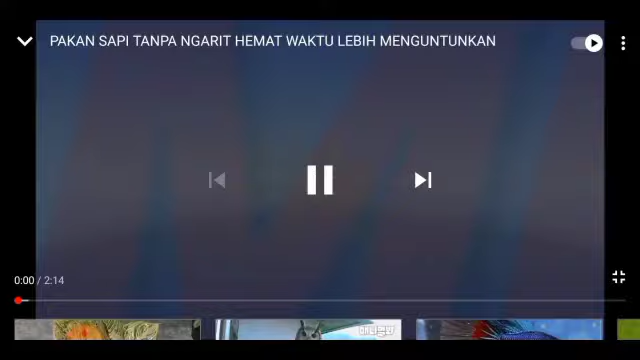 PAKAN SAPI TANPA NGARIT HEMAT WAKTU LEBIH MENGUNTUNKAN
0:00 / 2:14